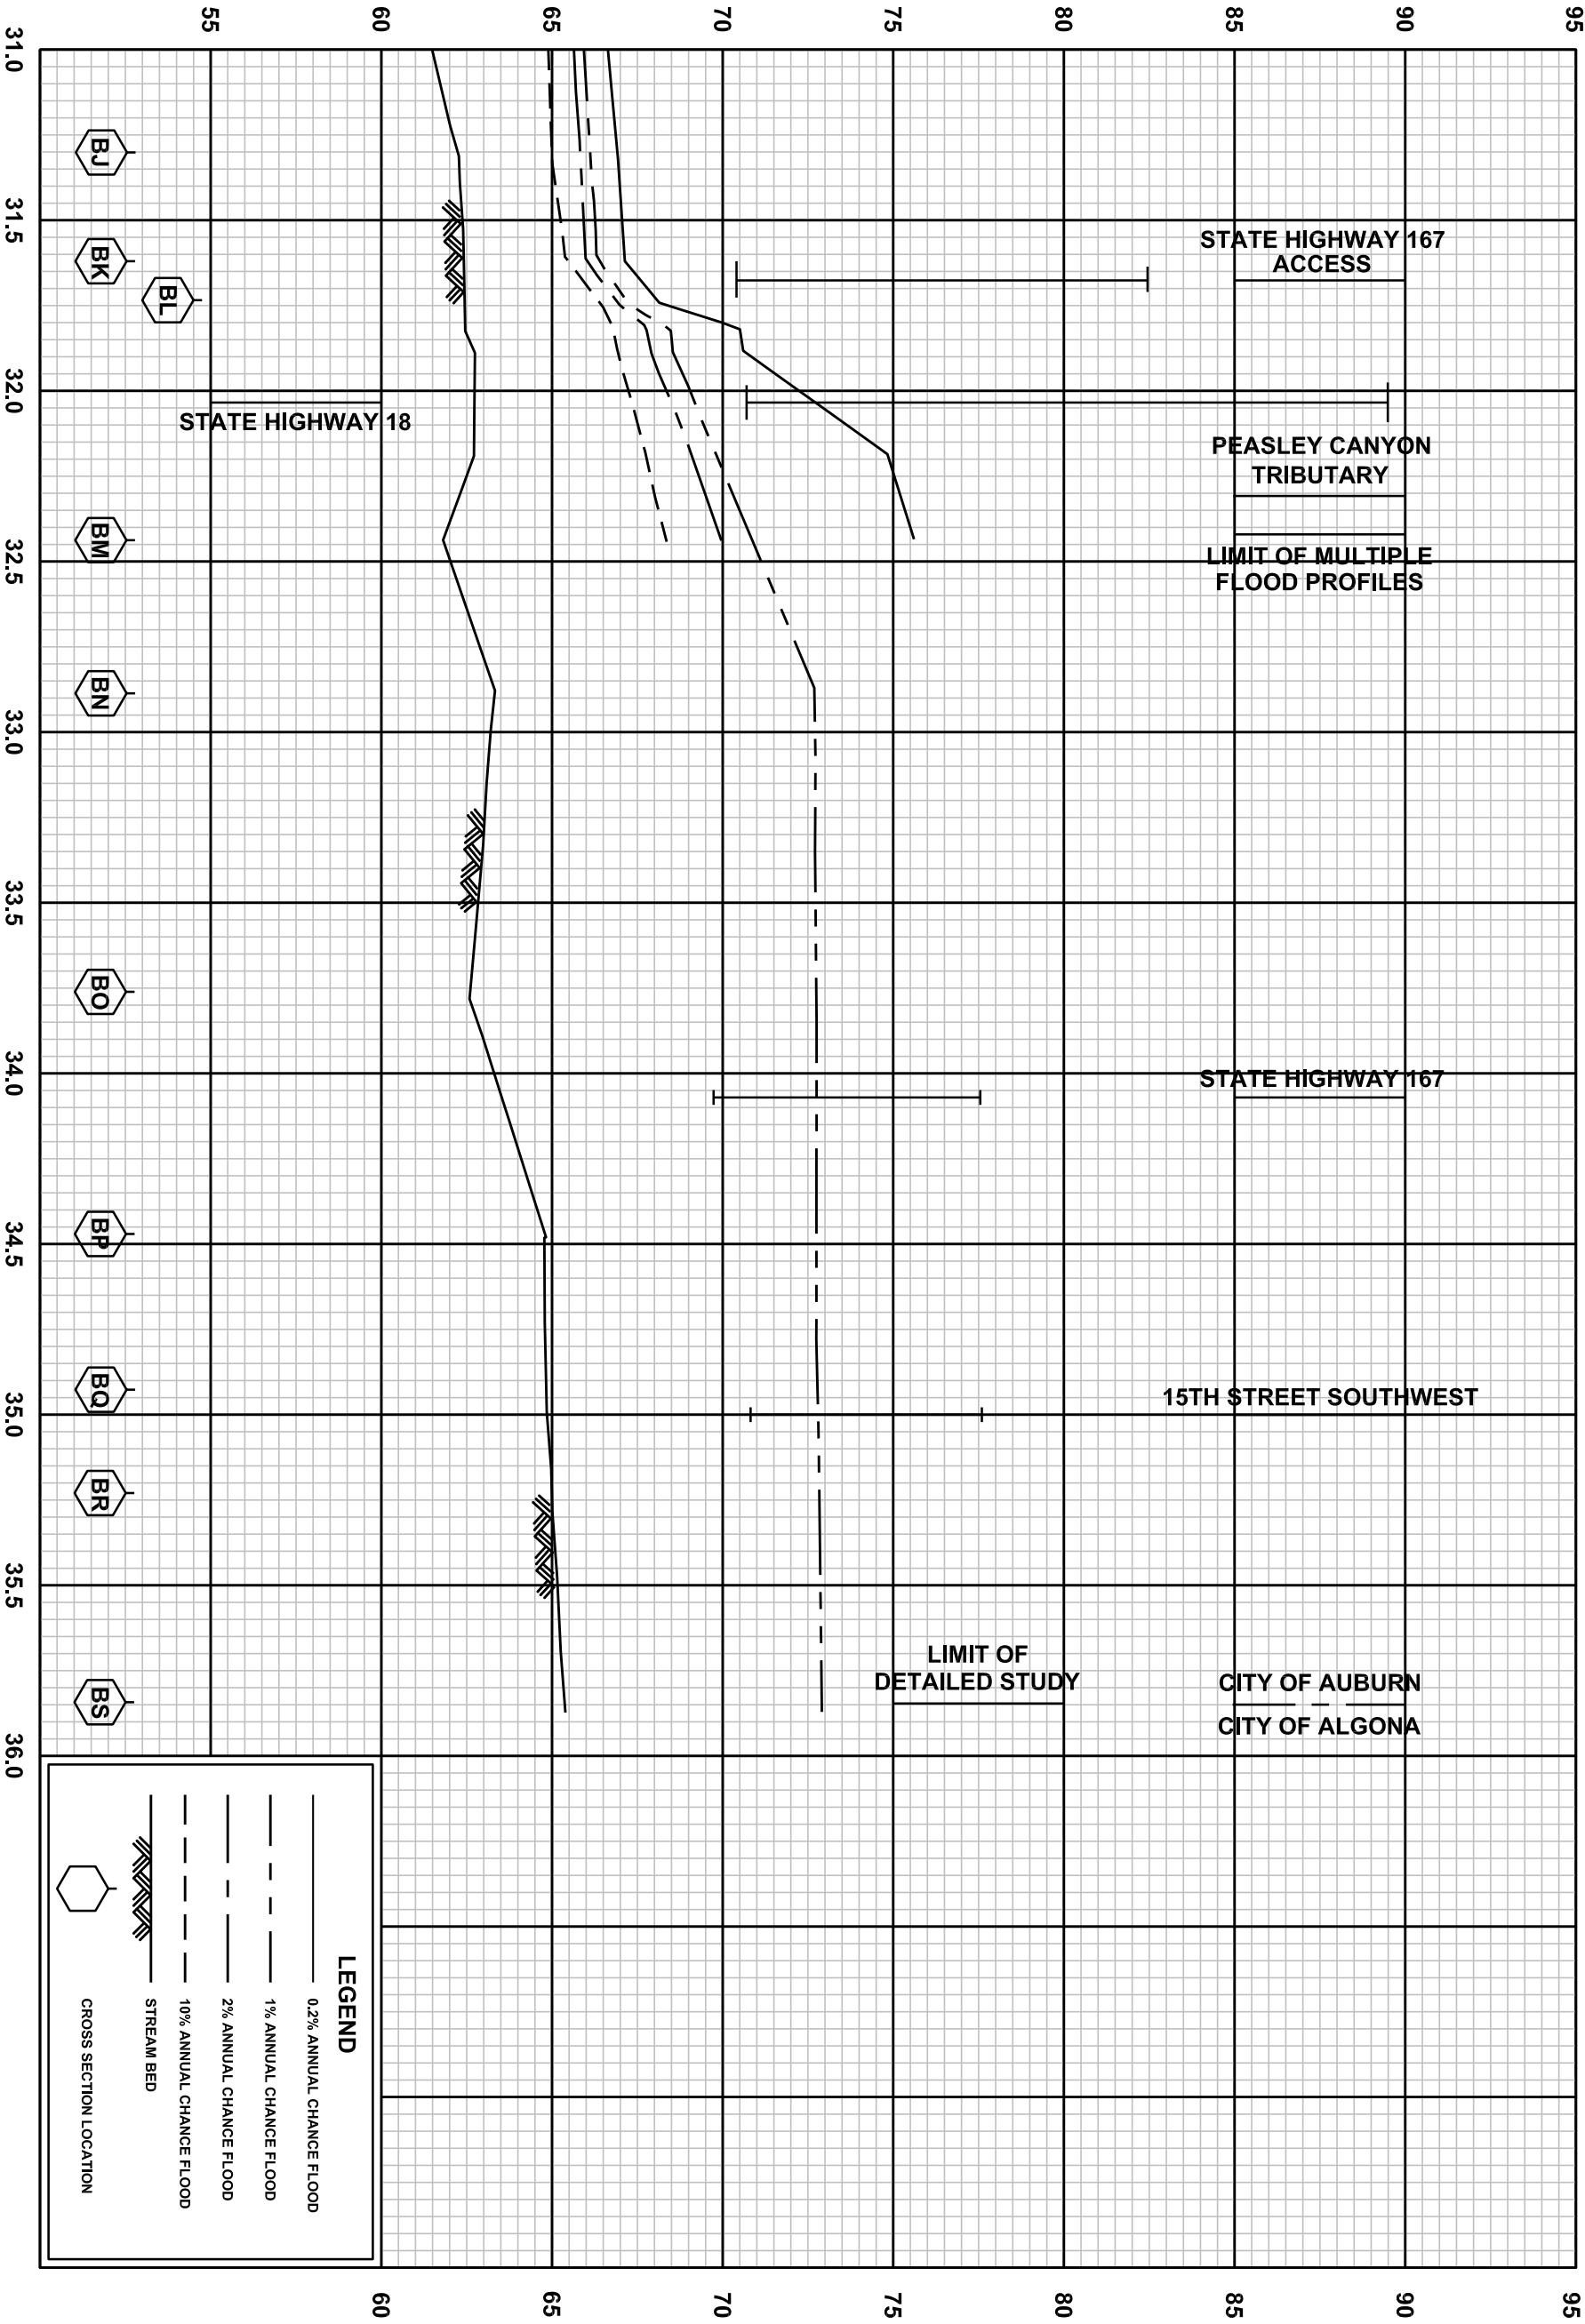 55
60
65
70
75
80
85
90
95
31.0
31.5
32.0
32.5
33.0
33.5
34.0
34.5
35.0
35.5
36.0
BJ
BK
BL
BM
BN
BO
BP
BQ
BR
BS
STATE HIGHWAY 167
ACCESS
STATE HIGHWAY 18
PEASLEY CANYON
TRIBUTARY
LIMIT OF MULTIPLE
FLOOD PROFILES
STATE HIGHWAY 167
15TH STREET SOUTHWEST
LIMIT OF
DETAILED STUDY
CITY OF AUBURN
CITY OF ALGONA
LEGEND
0.2% ANNUAL CHANCE FLOOD
1% ANNUAL CHANCE FLOOD
2% ANNUAL CHANCE FLOOD
10% ANNUAL CHANCE FLOOD
STREAM BED
CROSS SECTION LOCATION
60
65
70
75
80
85
90
95